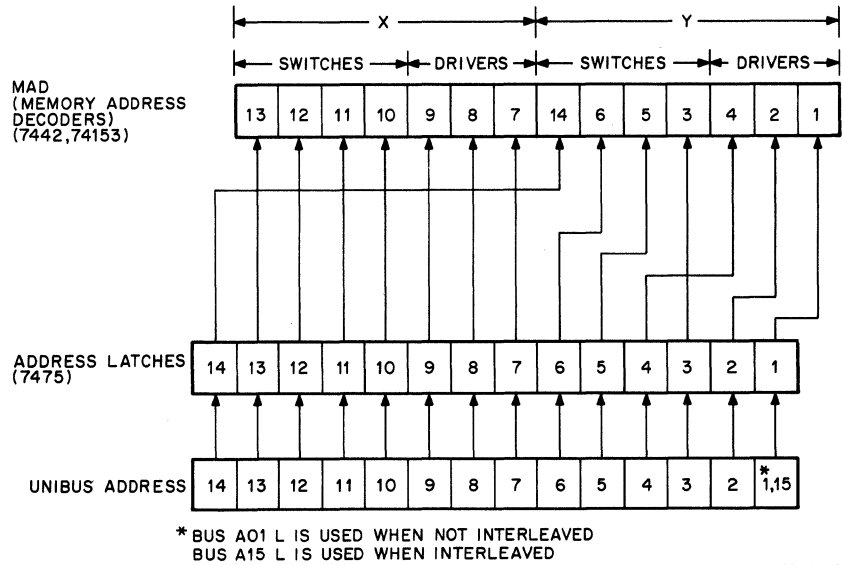 X Y
SWITCHES DRIVERS SWITCHES DRIVERS
MAD
(MEMORY ADDRESS
DECODERS)
(7442,74153)
13 12 11 10 9 8 7 14 6 5 3 4 2 1
ADDRESS LATCHES
(7475)
14 13 12 11 10 9 8 7 6 5 4 3 2 1
UNIBUS ADDRESS 14 13 12 11 10 9 8 7 6 5 4 3 2 *1,15
* BUS A01 L IS USED WHEN NOT INTERLEAVED
BUS A15 L IS USED WHEN INTERLEAVED